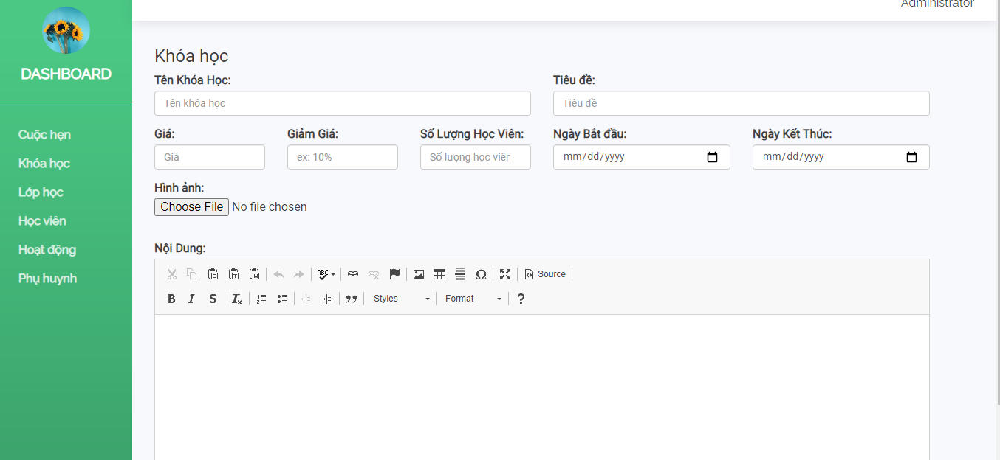 Administrator
DASHBOARD
Cuộc hẹn
Khóa học
Lớp học
Học viên
Hoạt động
Phụ huynh
Khóa học
Tên Khóa Học: Tiêu đề:
Tên khóa học Tiêu đề
Giá: Giảm Giá: Số Lượng Học Viên: Ngày Bắt đầu: Ngày Kết Thúc:
Giá ex: 10% Số lượng học viên mm/dd/yyyy mm/dd/yyyy
Hình ảnh:
Choose File No file chosen
Nội Dung:
ABC Ω Source
B I S Ix Styles Format ?